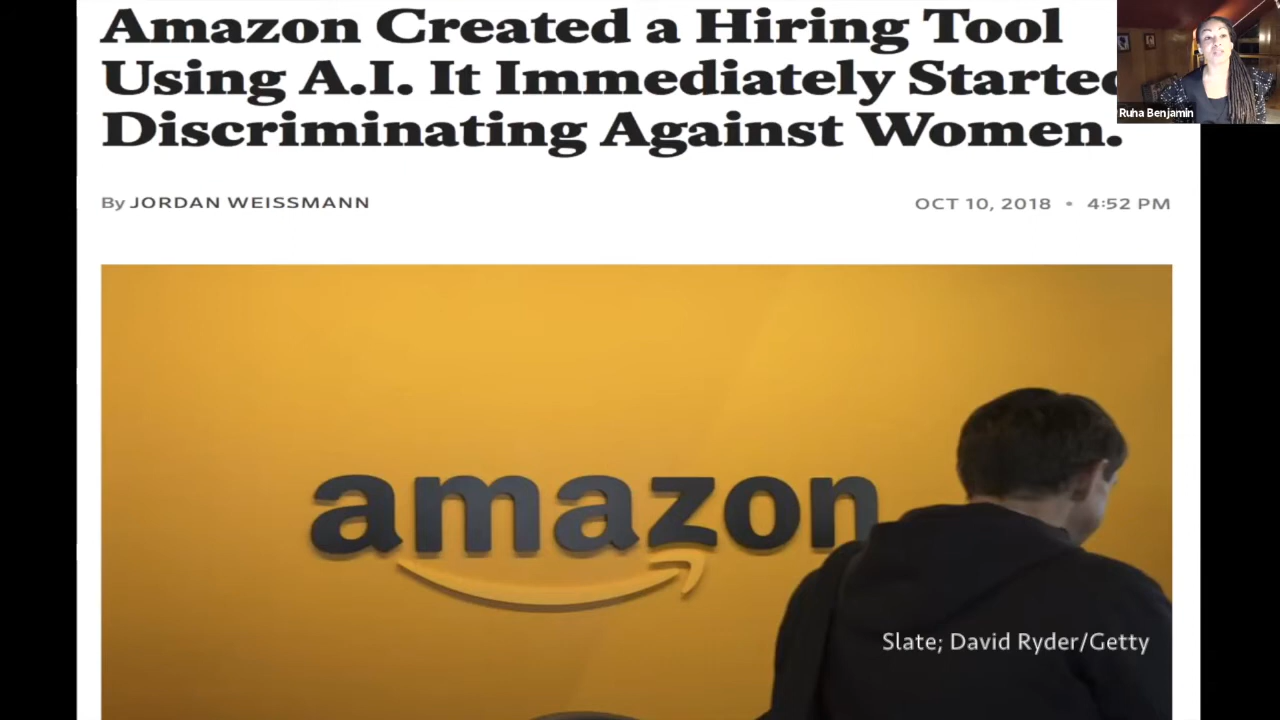 Amazon Created a Hiring Tool
Using A.I. It Immediately Started
Discriminating Against Women.
Ruha Benjamin
By JORDAN WEISSMANN
OCT 10, 2018 • 4:52 PM
amazon
Slate; David Ryder/Getty